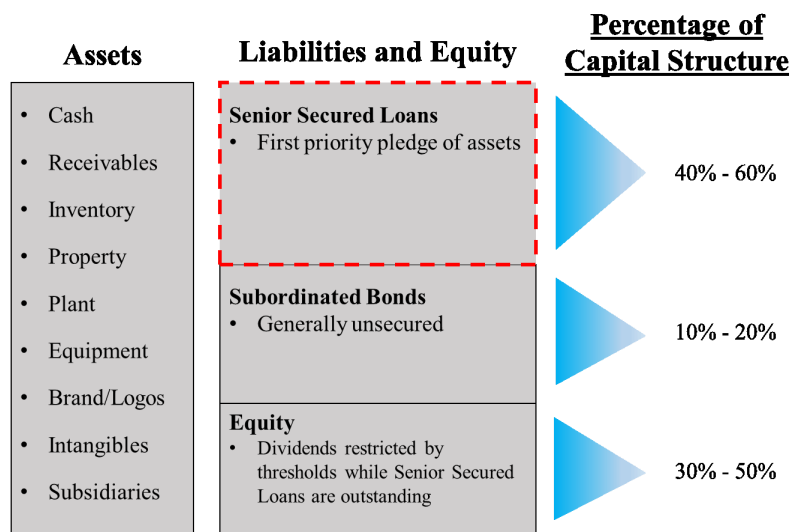 Assets
Liabilities and Equity
Percentage of
Capital Structure
• Cash
• Receivables
• Inventory
• Property
• Plant
• Equipment
• Brand/Logos
• Intangibles
• Subsidiaries
Senior Secured Loans
• First priority pledge of assets
40% - 60%
Subordinated Bonds
• Generally unsecured
10% - 20%
Equity
• Dividends restricted by
thresholds while Senior Secured
Loans are outstanding
30% - 50%